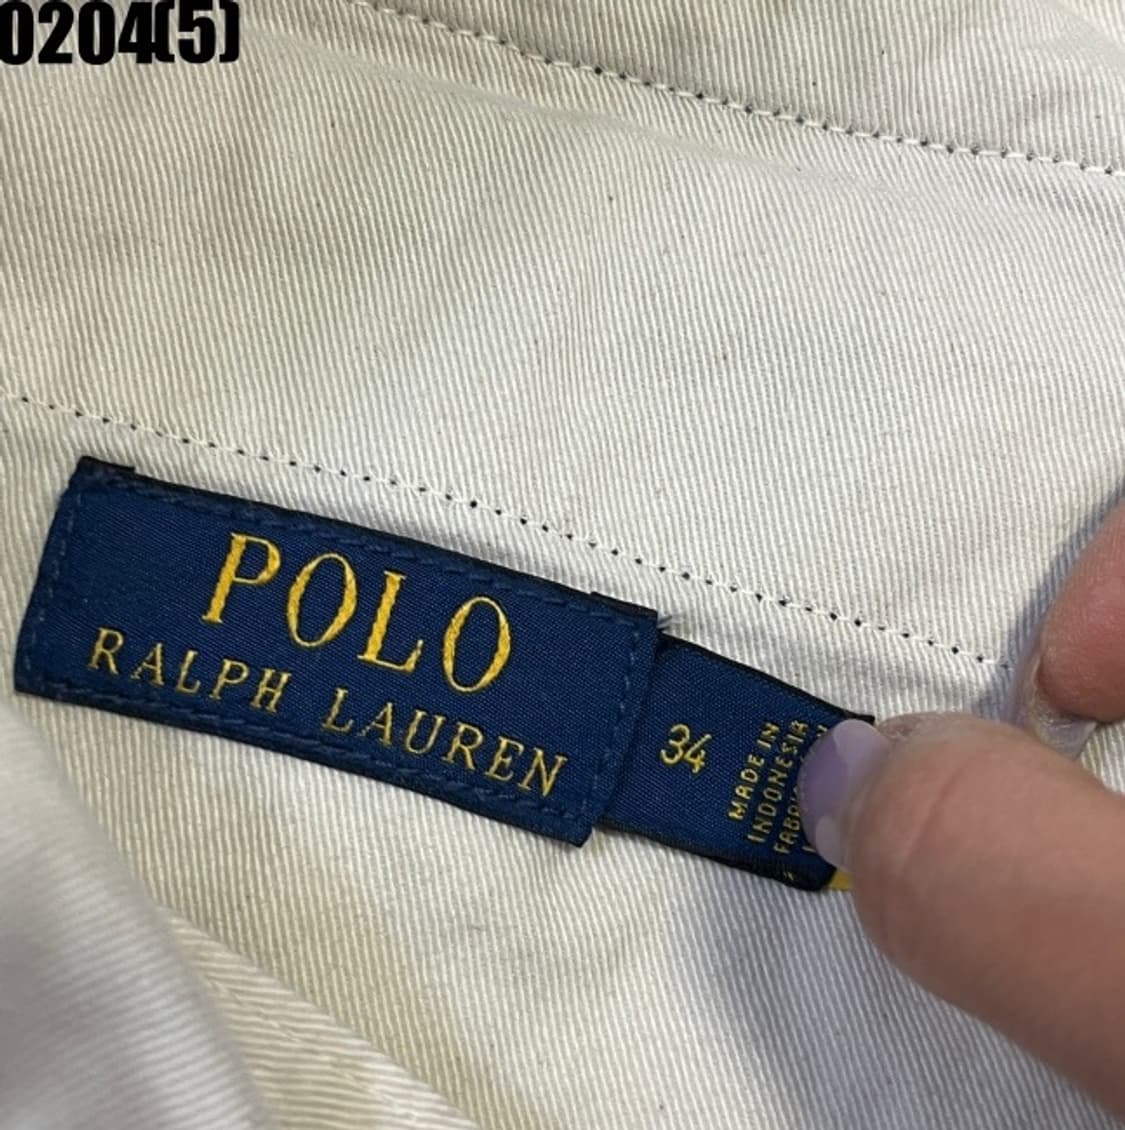 0204(5)
POLO
RALPH LAUREN
34
MADE IN
INDONESIA